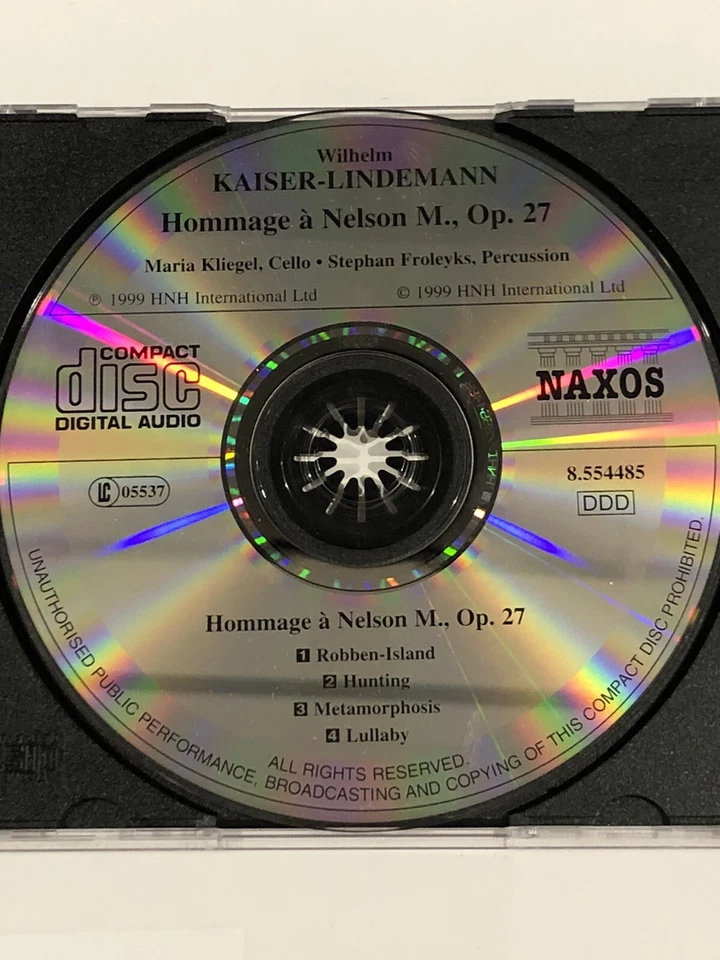 Wilhelm
KAISER-LINDEMANN
Hommage à Nelson M., Op. 27
Maria Kliegel, Cello • Stephan Froleyks, Percussion
℗ 1999 HNH International Ltd
© 1999 HNH International Ltd
COMPACT
disc
DIGITAL AUDIO
NAXOS
LC 05537
8.554485
DDD
Hommage à Nelson M., Op. 27
1 Robben-Island
2 Hunting
3 Metamorphosis
4 Lullaby
ALL RIGHTS RESERVED.
UNAUTHORISED PUBLIC PERFORMANCE, BROADCASTING AND COPYING OF THIS COMPACT DISC PROHIBITED.